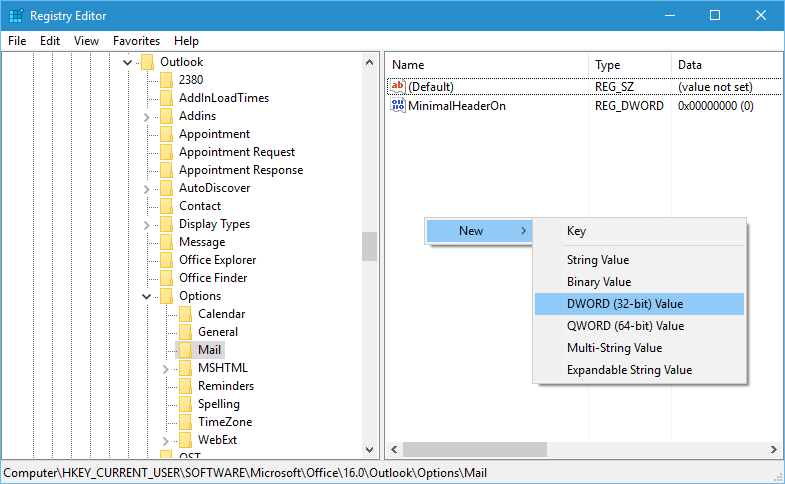 Registry Editor
File Edit View Favorites Help
Outlook
2380
AddInLoadTimes
Addins
Appointment
Appointment Request
Appointment Response
AutoDiscover
Contact
Display Types
Message
Office Explorer
Office Finder
Options
Calendar
General
Mail
MSHTML
Reminders
Spelling
TimeZone
WebExt
OST
Name Type Data
(Default) REG_SZ (value not set)
MinimalHeaderOn REG_DWORD 0x00000000 (0)
New
Key
String Value
Binary Value
DWORD (32-bit) Value
QWORD (64-bit) Value
Multi-String Value
Expandable String Value
Computer\HKEY_CURRENT_USER\SOFTWARE\Microsoft\Office\16.0\Outlook\Options\Mail